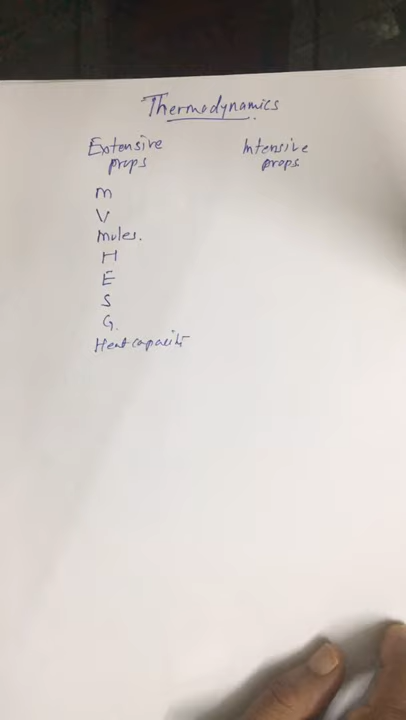 Thermodynamics
Extensive props
Intensive props
m
V
Moles.
H
E
S
G.
Heat capacity